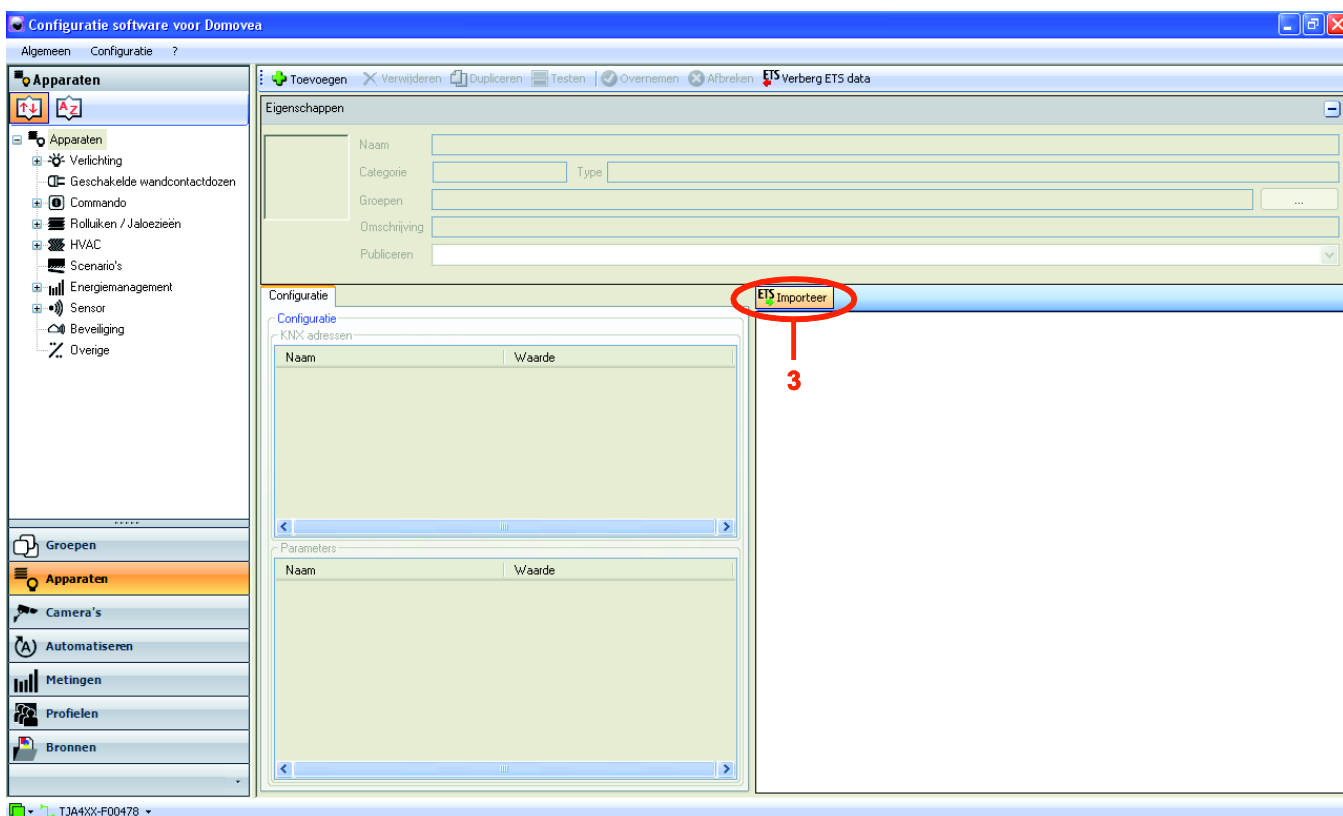 Configuratie software voor Domovea
Algemeen Configuratie ?
Apparaten
Toevoegen Verwijderen Dupliceren Testen Overnemen Afbreken ETS Verberg ETS data
A Z
Eigenschappen
Naam
Categorie Type
Groepen ...
Omschrijving
Publiceren
Apparaten
Verlichting
Geschakelde wandcontactdozen
Commando
Rolluiken / Jaloezieën
HVAC
Scenario's
Energiemanagement
Sensor
Beveiliging
Overige
Configuratie
Configuratie
KNX adressen
Naam Waarde
Parameters
Naam Waarde
ETS Importeer
3
Groepen
Apparaten
Camera's
Automatiseren
Metingen
Profielen
Bronnen
TJA4XX-F00478